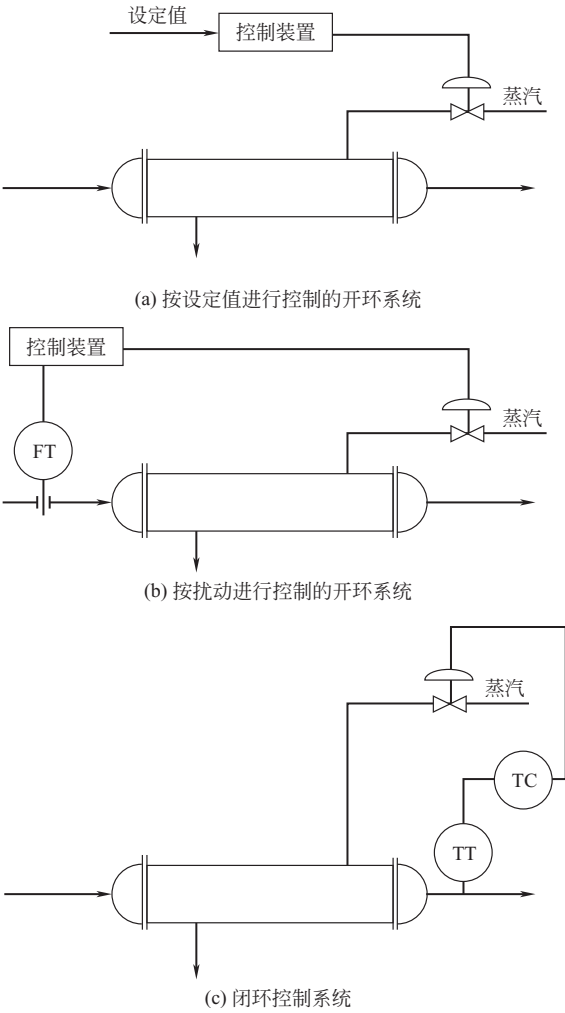 设定值
控制装置
蒸汽
(a) 按设定值进行控制的开环系统
控制装置
蒸汽
FT
(b) 按扰动进行控制的开环系统
蒸汽
TC
TT
(c) 闭环控制系统